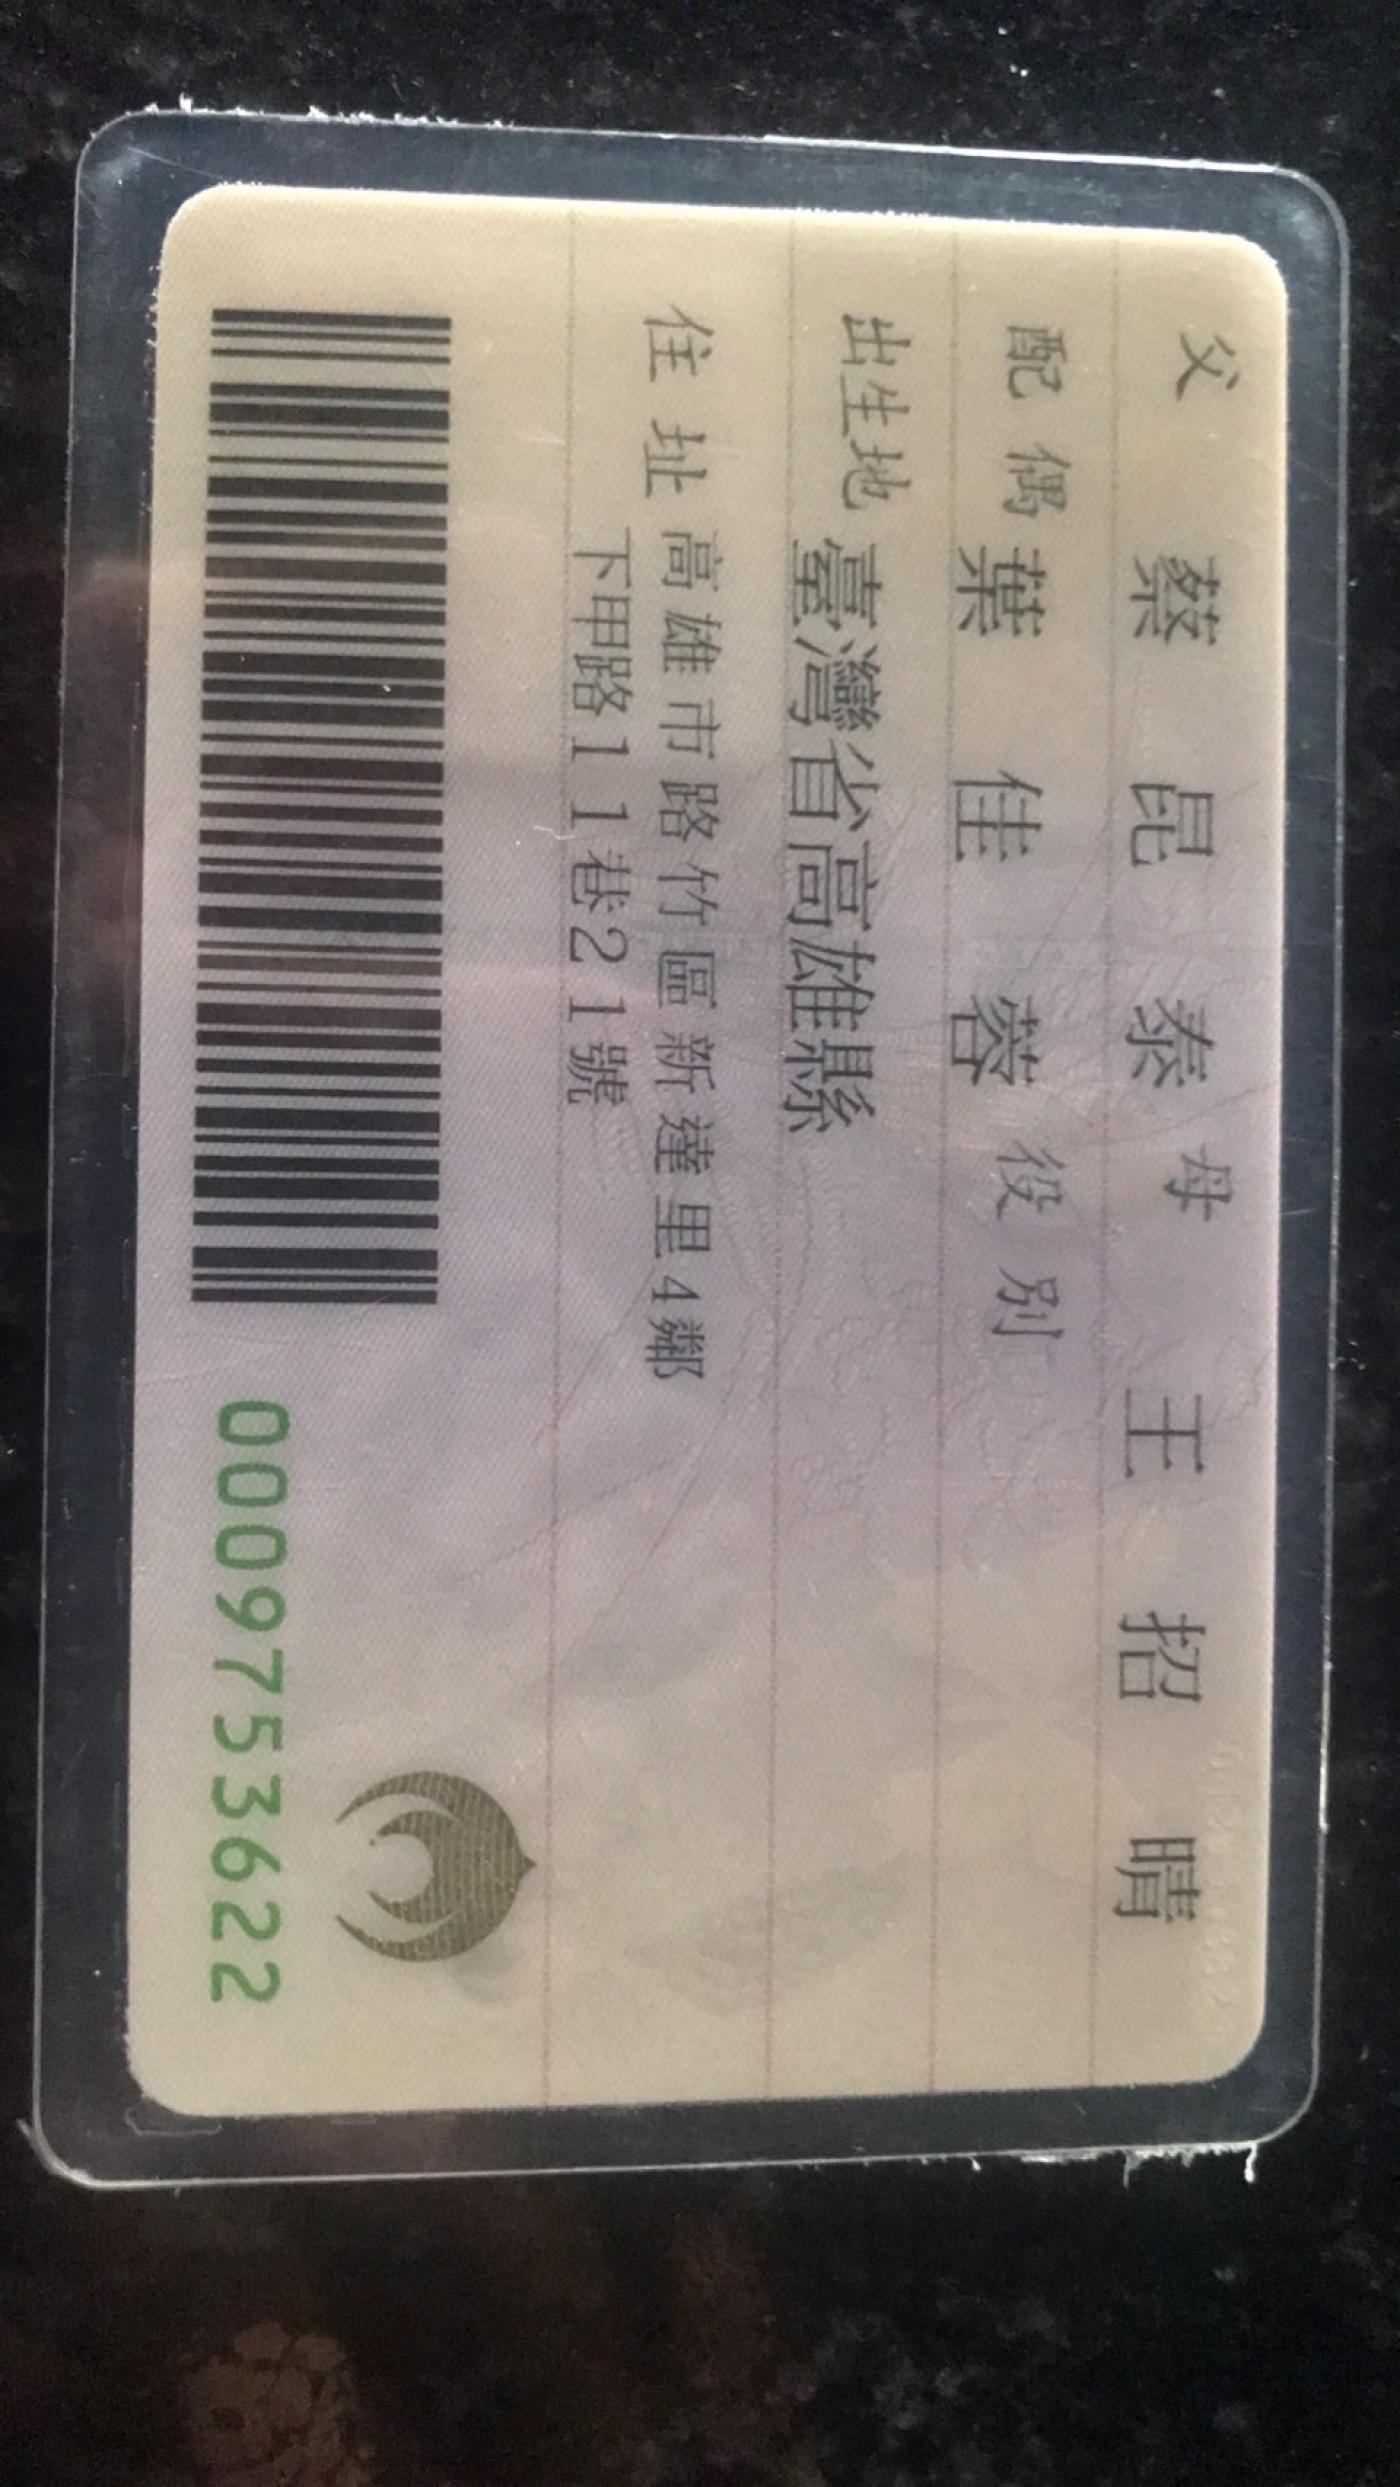 父 蔡昆泰 母 王招晴
配偶 葉佳蓉 役別
出生地 臺灣省高雄縣
住址 高雄市路竹區新達里4鄰
下甲路11巷21號
0009753622